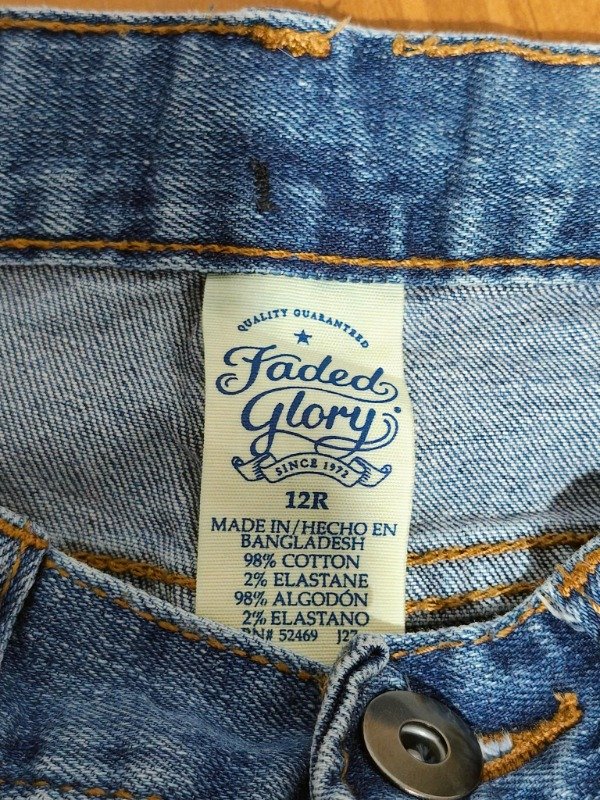 QUALITY GUARANTEED
Faded
Glory
SINCE 1972
12R
MADE IN/HECHO EN
BANGLADESH
98% COTTON
2% ELASTANE
98% ALGODÓN
2% ELASTANO
52469